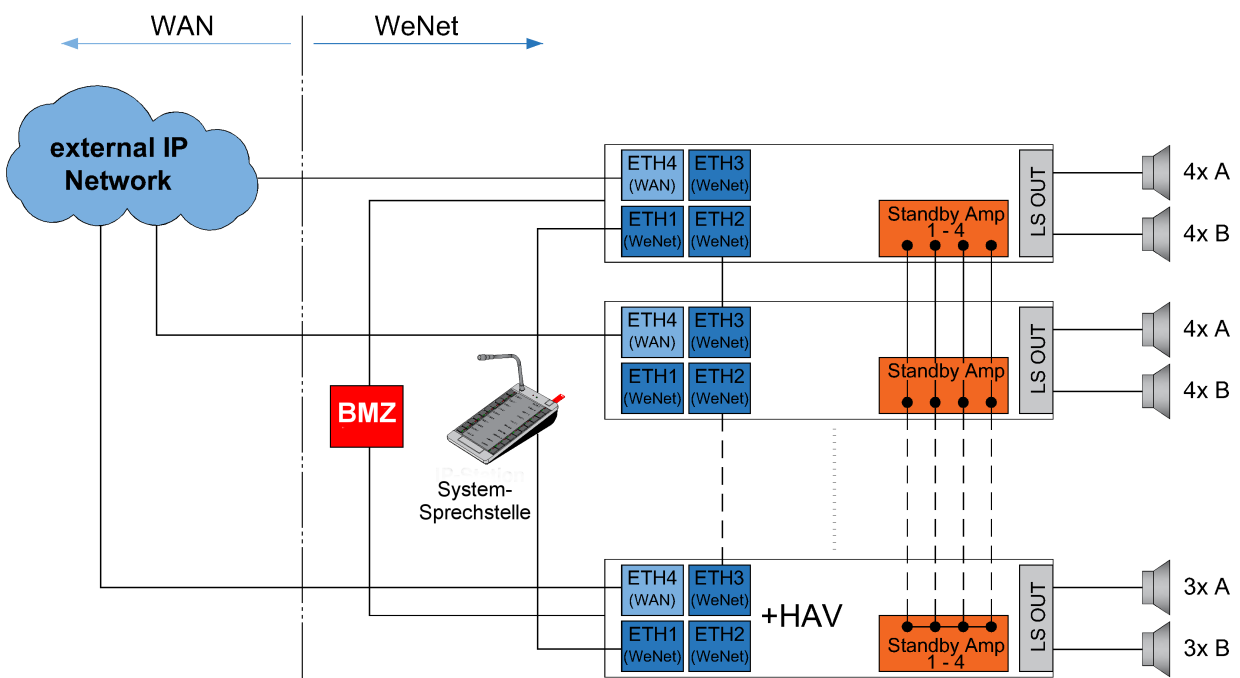 WAN
WeNet
external IP
Network
ETH4
(WAN)
ETH3
(WeNet)
ETH1
(WeNet)
ETH2
(WeNet)
Standby Amp
1 - 4
LS OUT
4x A
4x B
ETH4
(WAN)
ETH3
(WeNet)
ETH1
(WeNet)
ETH2
(WeNet)
Standby Amp
LS OUT
4x A
4x B
BMZ
IP-Station
System-
Sprechstelle
ETH4
(WAN)
ETH3
(WeNet)
ETH1
(WeNet)
ETH2
(WeNet)
+HAV
Standby Amp
1 - 4
LS OUT
3x A
3x B